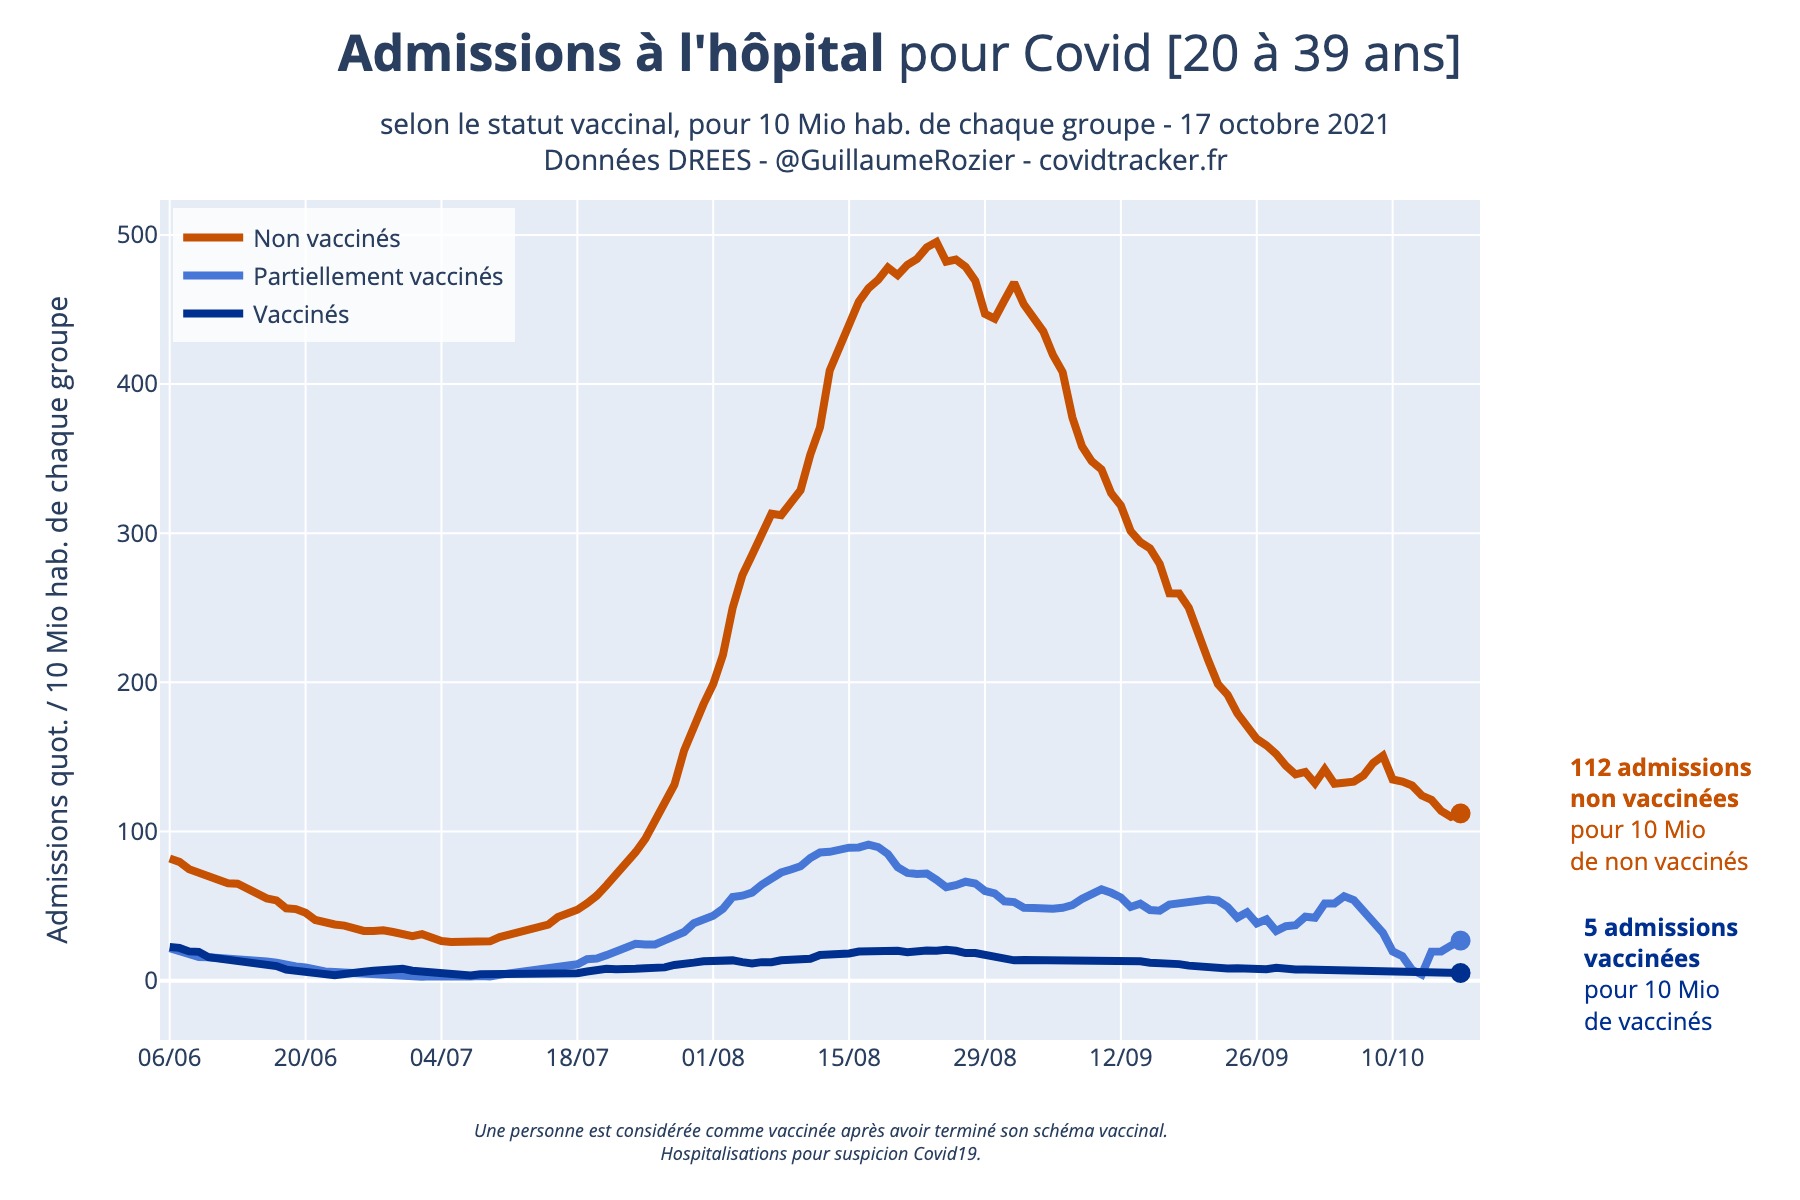 Admissions à l'hôpital pour Covid [20 à 39 ans]
selon le statut vaccinal, pour 10 Mio hab. de chaque groupe - 17 octobre 2021
Données DREES - @GuillaumeRozier - covidtracker.fr
Non vaccinés
Partiellement vaccinés
Vaccinés
Admissions quot. / 10 Mio hab. de chaque groupe
500
400
300
200
100
0
06/06
20/06
04/07
18/07
01/08
15/08
29/08
12/09
26/09
10/10
112 admissions
non vaccinées
pour 10 Mio
de non vaccinés
5 admissions
vaccinées
pour 10 Mio
de vaccinés
Une personne est considérée comme vaccinée après avoir terminé son schéma vaccinal.
Hospitalisations pour suspicion Covid19.